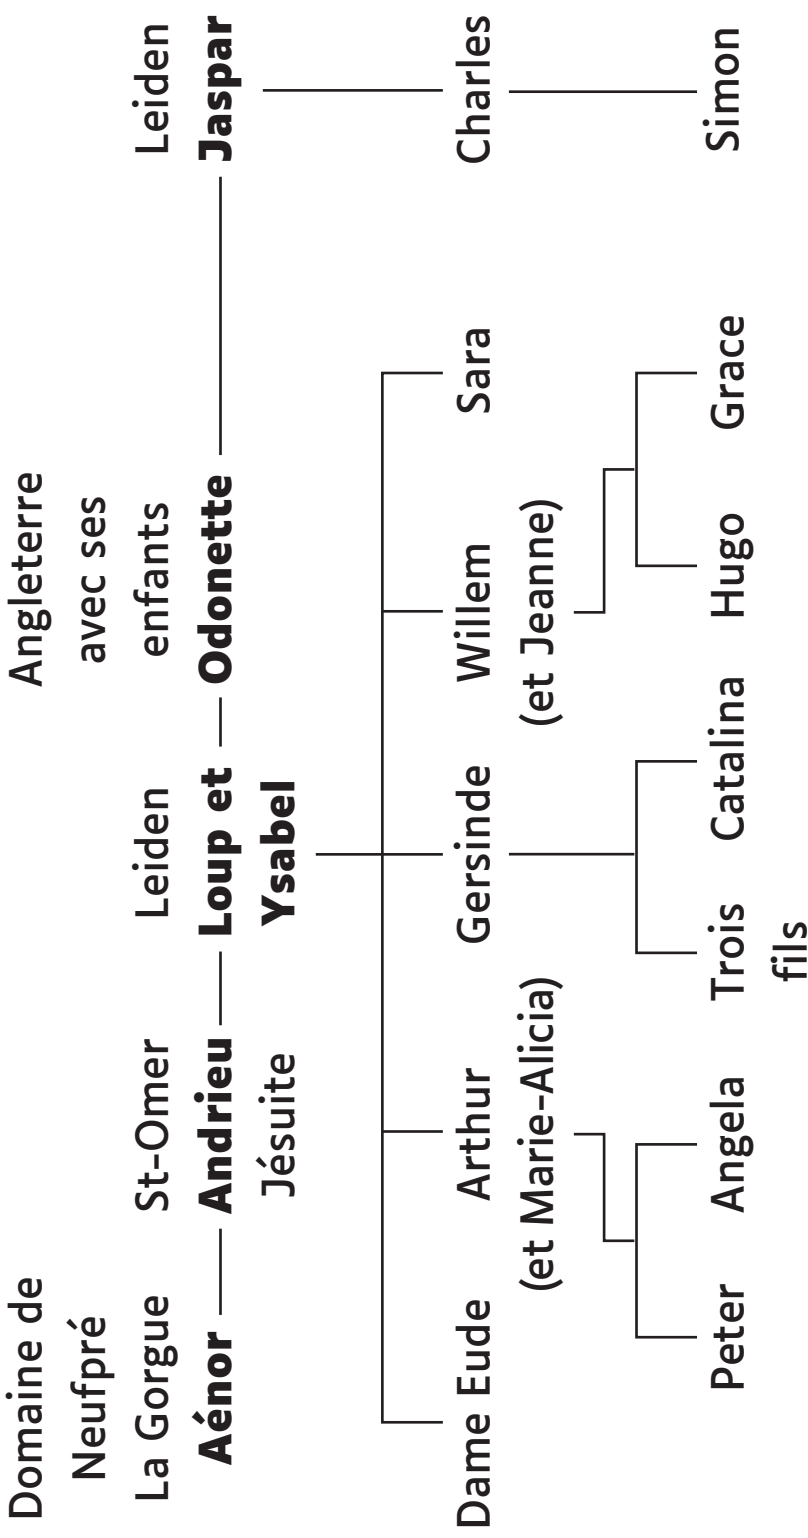 Domaine de
Neufpré
La Gorgue
Aénor
St-Omer
Andrieu
Jésuite
Leiden
Loup et
Ysabel
Angleterre
avec ses
enfants
Odonette
Leiden
Jaspar
Dame Eude
Arthur
(et Marie-Alicia)
Gersinde
Willem
(et Jeanne)
Sara
Charles
Peter
Angela
Trois
fils
Catalina
Hugo
Grace
Simon